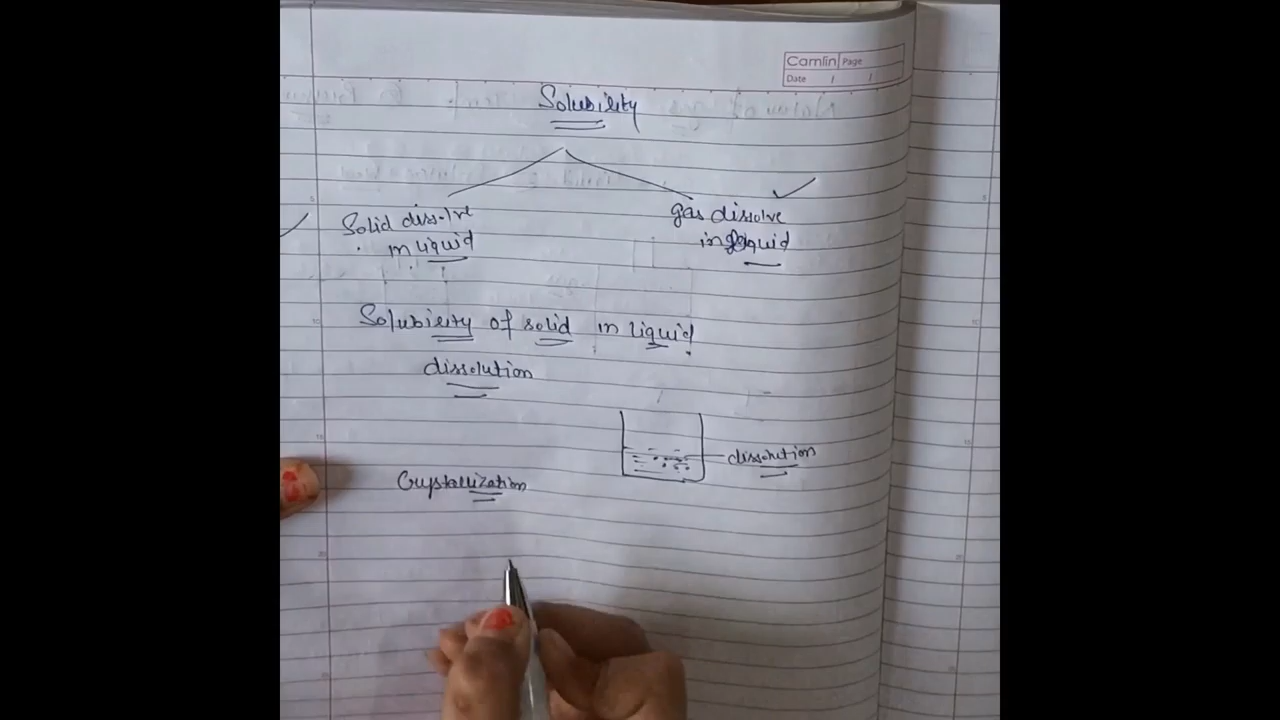 Camlin Page
Date / /
Solubility
Solid dissolve
in liquid
gas dissolve
in liquid
Solubility of solid in liquid
dissolution
dissolution
Crystallization